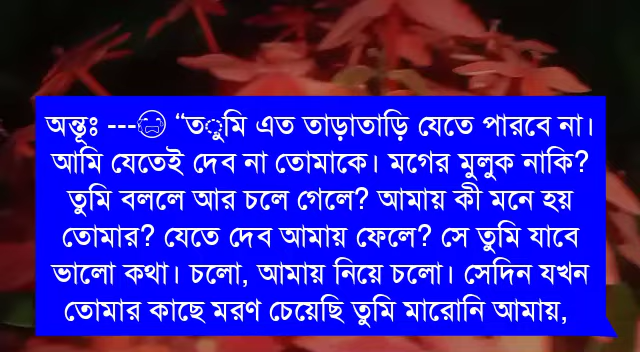 অন্তূঃ ---😭 “ত‌ুমি এত তাড়াতাড়ি যেতে পারবে না।
আমি যেতেই দেব না তোমাকে। মগের মুলুক নাকি?
তুমি বললে আর চলে গেলে? আমায় কী মনে হয়
তোমার? যেতে দেব আমায় ফেলে? সে তুমি যাবে
ভালো কথা। চলো, আমায় নিয়ে চলো। সেদিন যখন
তোমার কাছে মরণ চেয়েছি তুমি মারোনি আমায়,